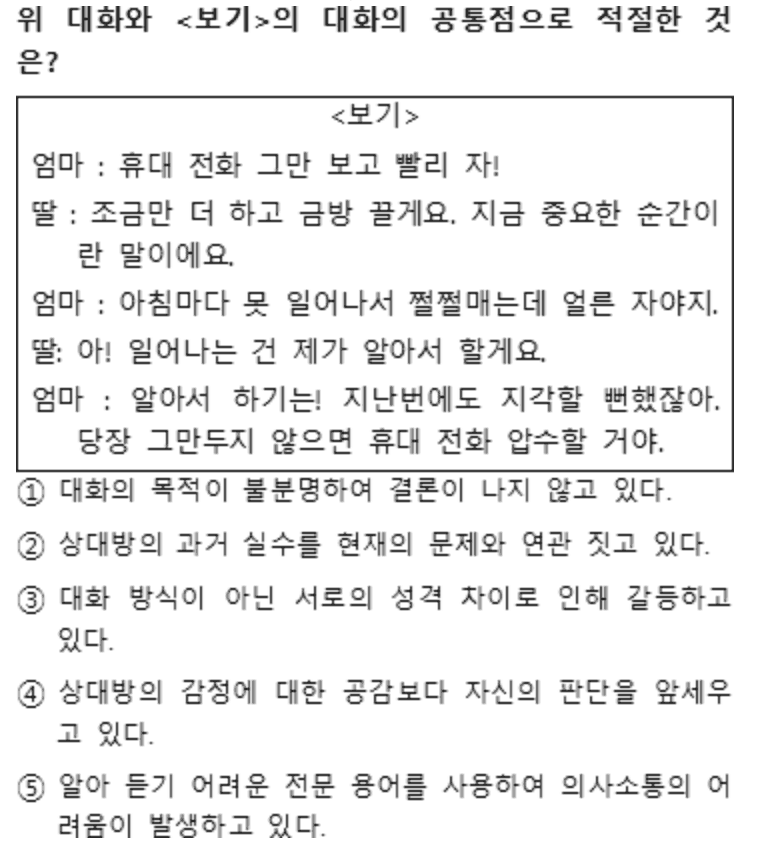 위 대화와 <보기>의 대화의 공통점으로 적절한 것
은?
<보기>
엄마 : 휴대 전화 그만 보고 빨리 자!
딸 : 조금만 더 하고 금방 끌게요. 지금 중요한 순간이
란 말이에요.
엄마 : 아침마다 못 일어나서 쩔쩔매는데 얼른 자야지.
딸: 아! 일어나는 건 제가 알아서 할게요.
엄마 : 알아서 하기는! 지난번에도 지각할 뻔했잖아.
당장 그만두지 않으면 휴대 전화 압수할 거야.
① 대화의 목적이 불분명하여 결론이 나지 않고 있다.
② 상대방의 과거 실수를 현재의 문제와 연관 짓고 있다.
③ 대화 방식이 아닌 서로의 성격 차이로 인해 갈등하고
있다.
④ 상대방의 감정에 대한 공감보다 자신의 판단을 앞세우
고 있다.
⑤ 알아 듣기 어려운 전문 용어를 사용하여 의사소통의 어
려움이 발생하고 있다.